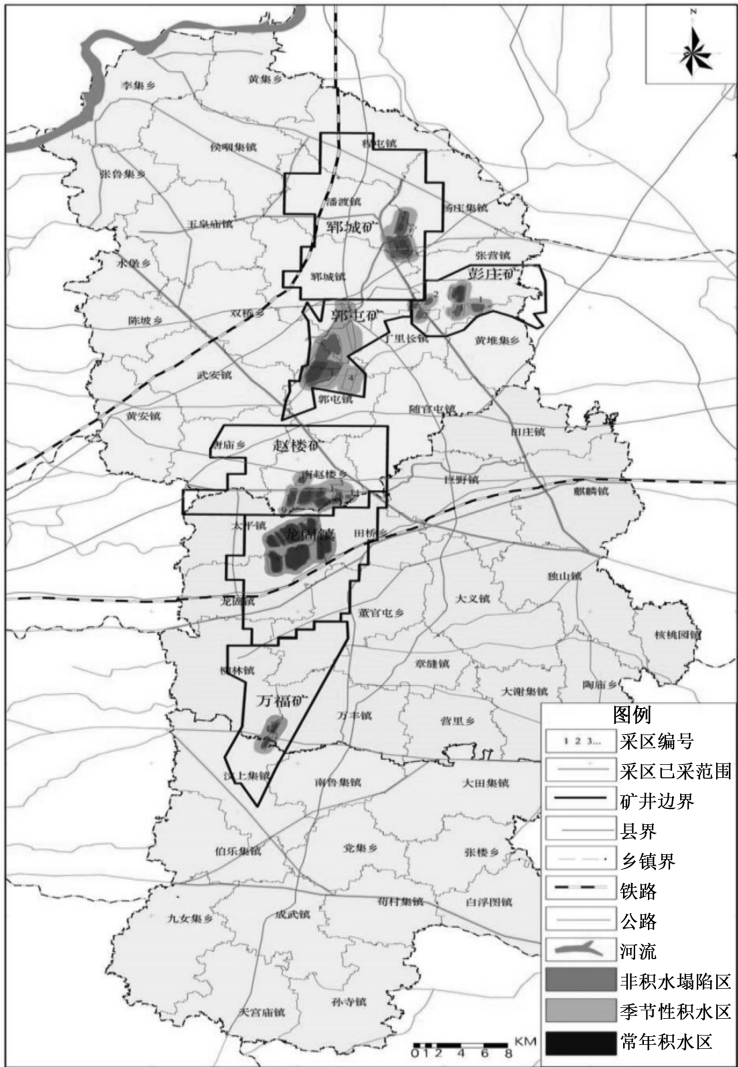 N
李集乡
黄集乡
侯咽集镇
程屯镇
张鲁集乡
潘渡镇
杨庄集镇
玉皇庙镇
郓城矿
张营镇
水堡乡
郓城镇
彭庄矿
双桥乡
陈坡乡
郭屯矿
2
1
丁里长镇
黄堆集乡
武安镇
4
郭屯镇
黄安镇
随官屯镇
唐庙乡
赵楼矿
田庄镇
南赵楼乡
巨野镇
麒麟镇
太平镇
龙固镇
田桥乡
独山镇
龙固镇
大义镇
董官屯乡
核桃园镇
章缝镇
柳林镇
陶庙乡
大谢集镇
万福矿
万丰镇
营里乡
汶上集镇
南鲁集镇
大田集镇
伯乐集镇
党集乡
张楼乡
九女集乡
成武镇
苟村集镇
白浮图镇
天宫庙镇
孙寺镇
图例
1 2 3... 采区编号
采区已采范围
矿井边界
县界
乡镇界
铁路
公路
河流
非积水塌陷区
季节性积水区
常年积水区
KM
0 1 2 4 6 8